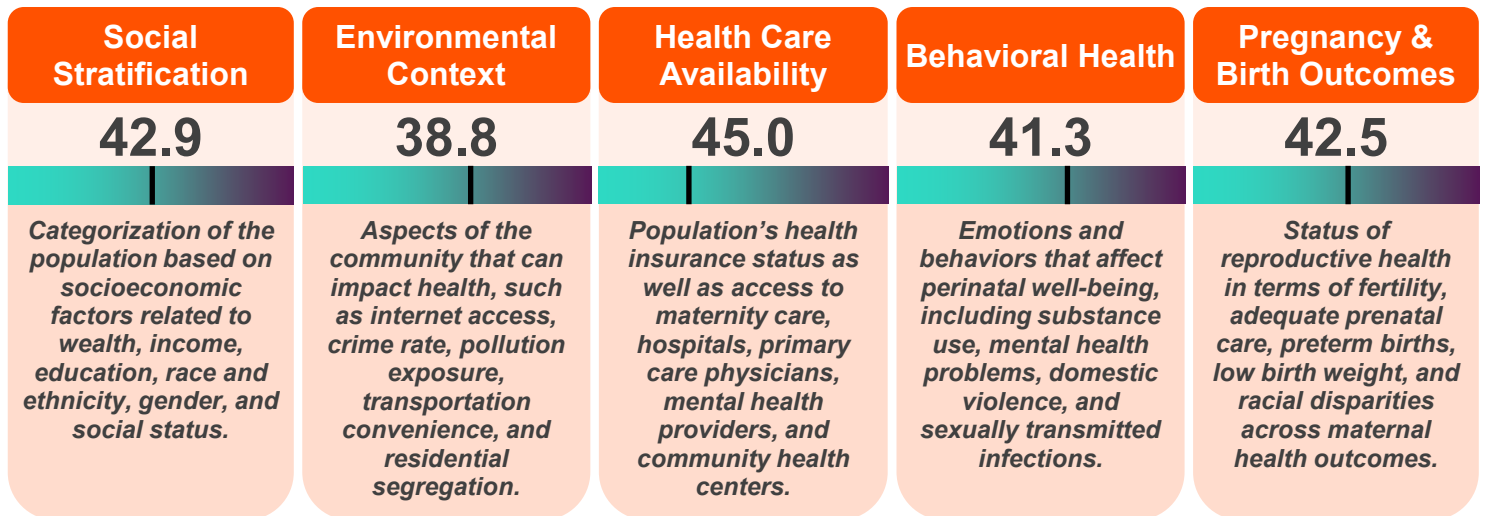 Social
Stratification
42.9
Categorization of the
population based on
socioeconomic
factors related to
wealth, income,
education, race and
ethnicity, gender, and
social status.
Environmental
Context
38.8
Aspects of the
community that can
impact health, such
as internet access,
crime rate, pollution
exposure,
transportation
convenience, and
residential
segregation.
Health Care
Availability
45.0
Population’s health
insurance status as
well as access to
maternity care,
hospitals, primary
care physicians,
mental health
providers, and
community health
centers.
Behavioral Health
41.3
Emotions and
behaviors that affect
perinatal well-being,
including substance
use, mental health
problems, domestic
violence, and
sexually transmitted
infections.
Pregnancy &
Birth Outcomes
42.5
Status of
reproductive health
in terms of fertility,
adequate prenatal
care, preterm births,
low birth weight, and
racial disparities
across maternal
health outcomes.